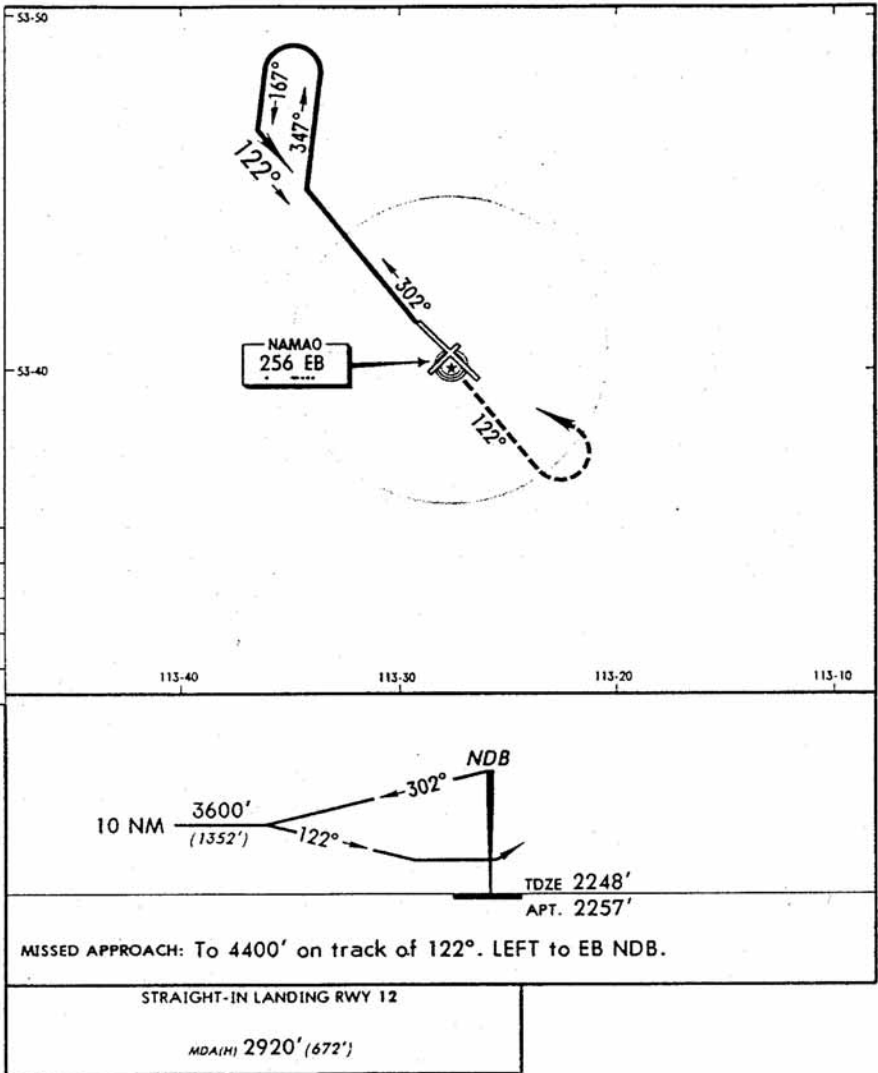 53-50
167°
347°
122°
302°
NAMAO
256 EB
53-40
122°
113-40 113-30 113-20 113-10
NDB
302°
10 NM 3600'
(1352')
122°
TDZE 2248'
APT. 2257'
MISSED APPROACH: To 4400' on track of 122°. LEFT to EB NDB.
STRAIGHT-IN LANDING RWY 12
MDA(H) 2920' (672')